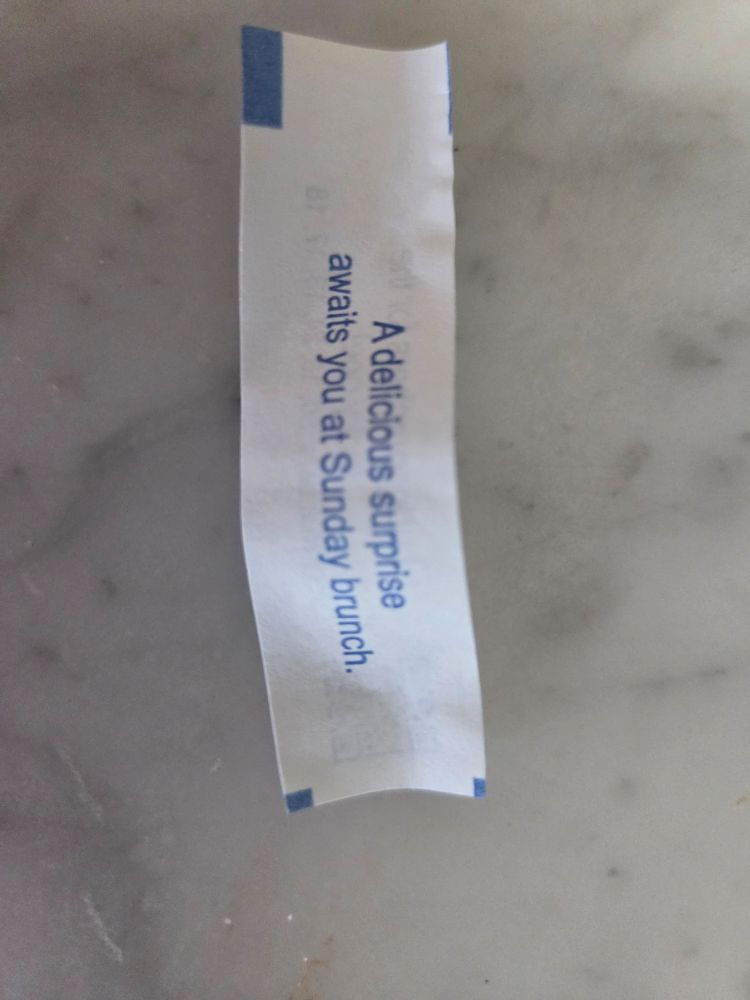 A delicious surprise
awaits you at Sunday brunch.